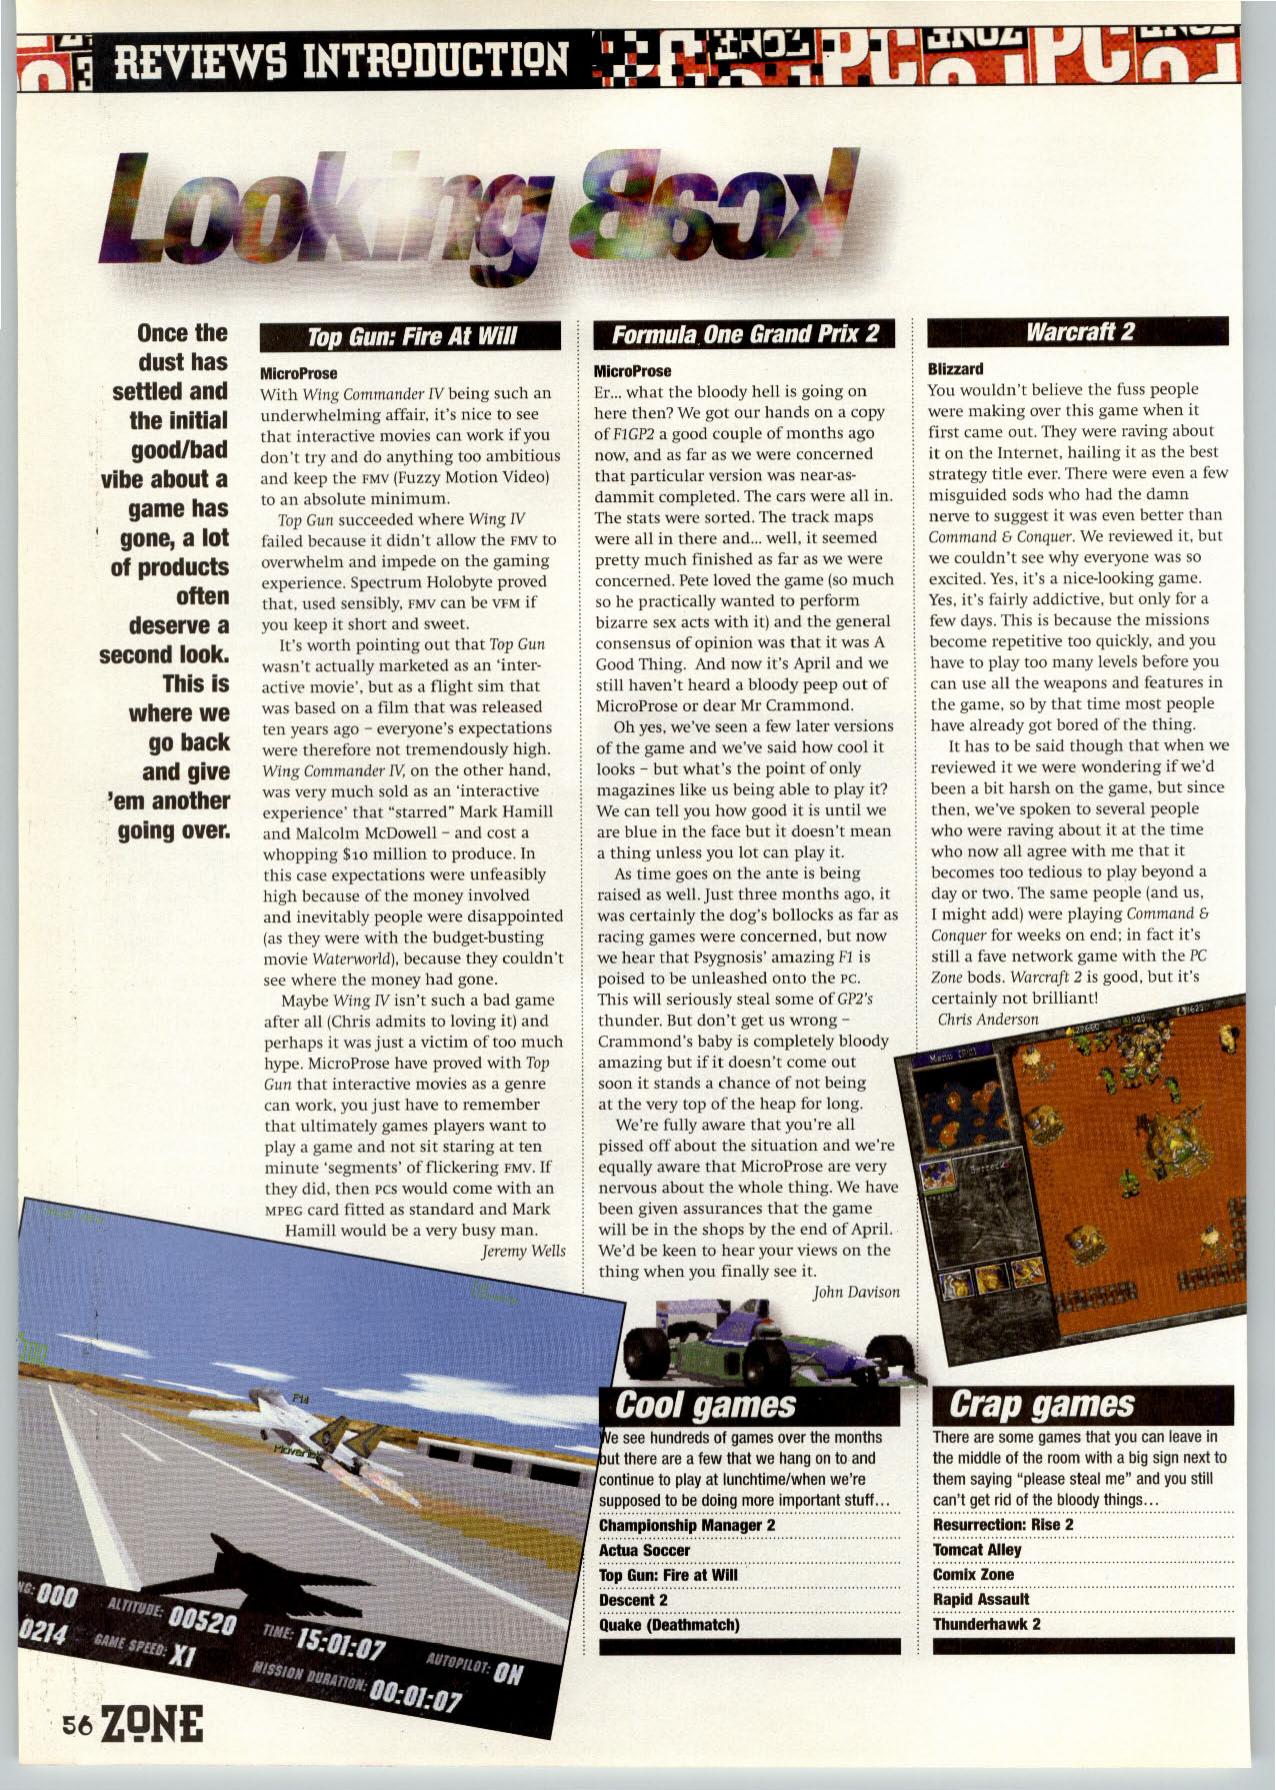 REVIEWS INTRODUCTION
Looking Back
Once the
dust has
settled and
the initial
good/bad
vibe about a
game has
gone, a lot
of products
often
deserve a
second look.
This is
where we
go back
and give
'em another
going over.
Top Gun: Fire At Will
MicroProse
With Wing Commander IV being such an
underwhelming affair, it's nice to see
that interactive movies can work if you
don't try and do anything too ambitious
and keep the FMV (Fuzzy Motion Video)
to an absolute minimum.
Top Gun succeeded where Wing IV
failed because it didn't allow the FMV to
overwhelm and impede on the gaming
experience. Spectrum Holobyte proved
that, used sensibly, FMV can be VFM if
you keep it short and sweet.
It's worth pointing out that Top Gun
wasn't actually marketed as an 'inter-
active movie', but as a flight sim that
was based on a film that was released
ten years ago – everyone's expectations
were therefore not tremendously high.
Wing Commander IV, on the other hand,
was very much sold as an 'interactive
experience' that "starred" Mark Hamill
and Malcolm McDowell – and cost a
whopping $10 million to produce. In
this case expectations were unfeasibly
high because of the money involved
and inevitably people were disappointed
(as they were with the budget-busting
movie Waterworld), because they couldn't
see where the money had gone.
Maybe Wing IV isn't such a bad game
after all (Chris admits to loving it) and
perhaps it was just a victim of too much
hype. MicroProse have proved with Top
Gun that interactive movies as a genre
can work, you just have to remember
that ultimately games players want to
play a game and not sit staring at ten
minute 'segments' of flickering FMV. If
they did, then PCs would come with an
MPEG card fitted as standard and Mark
Hamill would be a very busy man.
Jeremy Wells
Formula One Grand Prix 2
MicroProse
Er... what the bloody hell is going on
here then? We got our hands on a copy
of F1GP2 a good couple of months ago
now, and as far as we were concerned
that particular version was near-as-
dammit completed. The cars were all in.
The stats were sorted. The track maps
were all in there and... well, it seemed
pretty much finished as far as we were
concerned. Pete loved the game (so much
so he practically wanted to perform
bizarre sex acts with it) and the general
consensus of opinion was that it was A
Good Thing. And now it's April and we
still haven't heard a bloody peep out of
MicroProse or dear Mr Crammond.
Oh yes, we've seen a few later versions
of the game and we've said how cool it
looks – but what's the point of only
magazines like us being able to play it?
We can tell you how good it is until we
are blue in the face but it doesn't mean
a thing unless you lot can play it.
As time goes on the ante is being
raised as well. Just three months ago, it
was certainly the dog's bollocks as far as
racing games were concerned, but now
we hear that Psygnosis' amazing F1 is
poised to be unleashed onto the PC.
This will seriously steal some of GP2's
thunder. But don't get us wrong –
Crammond's baby is completely bloody
amazing but if it doesn't come out
soon it stands a chance of not being
at the very top of the heap for long.
We're fully aware that you're all
pissed off about the situation and we're
equally aware that MicroProse are very
nervous about the whole thing. We have
been given assurances that the game
will be in the shops by the end of April.
We'd be keen to hear your views on the
thing when you finally see it.
John Davison
Warcraft 2
Blizzard
You wouldn't believe the fuss people
were making over this game when it
first came out. They were raving about
it on the Internet, hailing it as the best
strategy title ever. There were even a few
misguided sods who had the damn
nerve to suggest it was even better than
Command & Conquer. We reviewed it, but
we couldn't see why everyone was so
excited. Yes, it's a nice-looking game.
Yes, it's fairly addictive, but only for a
few days. This is because the missions
become repetitive too quickly, and you
have to play too many levels before you
can use all the weapons and features in
the game, so by that time most people
have already got bored of the thing.
It has to be said though that when we
reviewed it we were wondering if we'd
been a bit harsh on the game, but since
then, we've spoken to several people
who were raving about it at the time
who now all agree with me that it
becomes too tedious to play beyond a
day or two. The same people (and us,
I might add) were playing Command &
Conquer for weeks on end; in fact it's
still a fave network game with the PC
Zone bods. Warcraft 2 is good, but it's
certainly not brilliant!
Chris Anderson
Cool games
We see hundreds of games over the months
but there are a few that we hang on to and
continue to play at lunchtime/when we're
supposed to be doing more important stuff...
Championship Manager 2
Actua Soccer
Top Gun: Fire at Will
Descent 2
Quake (Deathmatch)
Crap games
There are some games that you can leave in
the middle of the room with a big sign next to
them saying "please steal me" and you still
can't get rid of the bloody things...
Resurrection: Rise 2
Tomcat Alley
Comix Zone
Rapid Assault
Thunderhawk 2
F14
Maverick
000 ALTITUDE: 00520 TIME: 15:01:07 AUTOPILOT: ON
0214 GAME SPEED: X1 MISSION DURATION: 00:01:07
56 ZONE